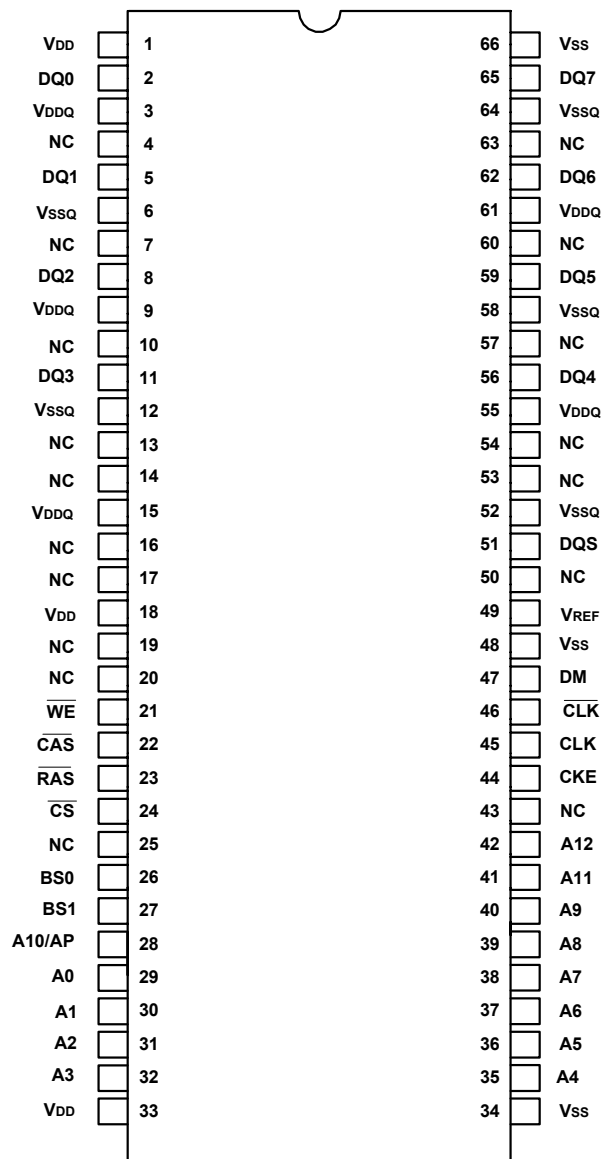 VDD 1 66 VSS
DQ0 2 65 DQ7
VDDQ 3 64 VSSQ
NC 4 63 NC
DQ1 5 62 DQ6
VSSQ 6 61 VDDQ
NC 7 60 NC
DQ2 8 59 DQ5
VDDQ 9 58 VSSQ
NC 10 57 NC
DQ3 11 56 DQ4
VSSQ 12 55 VDDQ
NC 13 54 NC
NC 14 53 NC
VDDQ 15 52 VSSQ
NC 16 51 DQS
NC 17 50 NC
VDD 18 49 VREF
NC 19 48 VSS
NC 20 47 DM
W̅E̅ 21 46 C̅L̅K̅
C̅A̅S̅ 22 45 CLK
R̅A̅S̅ 23 44 CKE
C̅S̅ 24 43 NC
NC 25 42 A12
BS0 26 41 A11
BS1 27 40 A9
A10/AP 28 39 A8
A0 29 38 A7
A1 30 37 A6
A2 31 36 A5
A3 32 35 A4
VDD 33 34 VSS